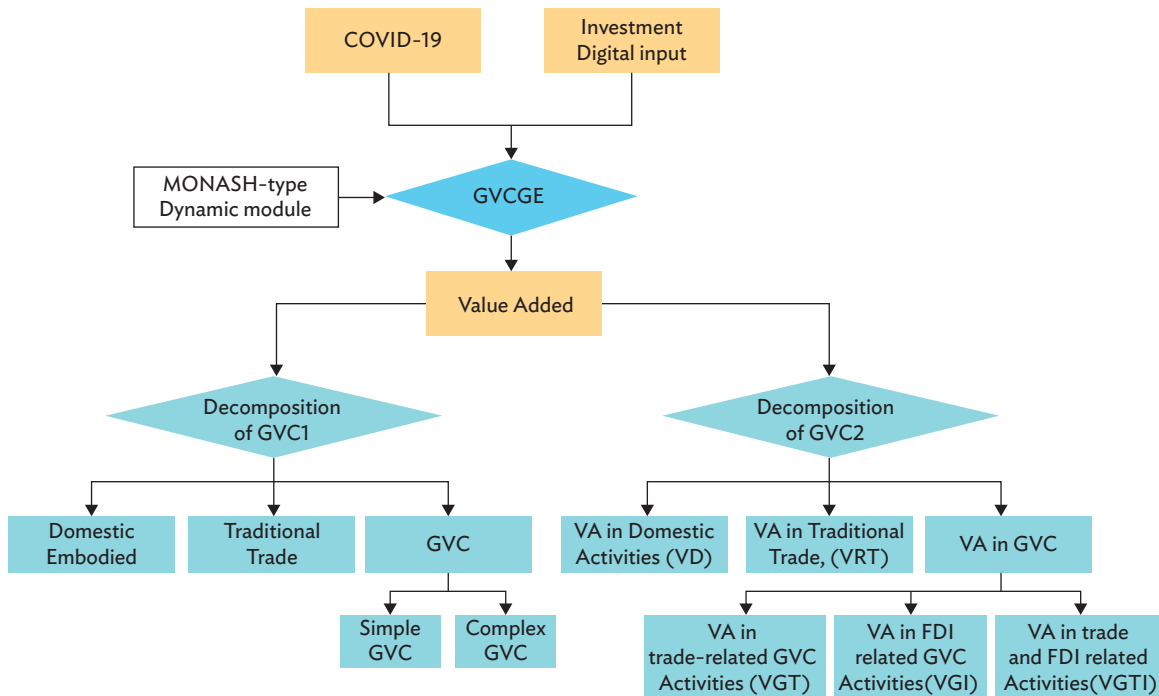 COVID-19
Investment
Digital input
MONASH-type
Dynamic module
GVCGE
Value Added
Decomposition
of GVC1
Decomposition
of GVC2
Domestic
Embodied
Traditional
Trade
GVC
VA in Domestic
Activities (VD)
VA in Traditional
Trade, (VRT)
VA in GVC
Simple
GVC
Complex
GVC
VA in
trade-related GVC
Activities (VGT)
VA in FDI
related GVC
Activities(VGI)
VA in trade
and FDI related
Activities(VGTI)